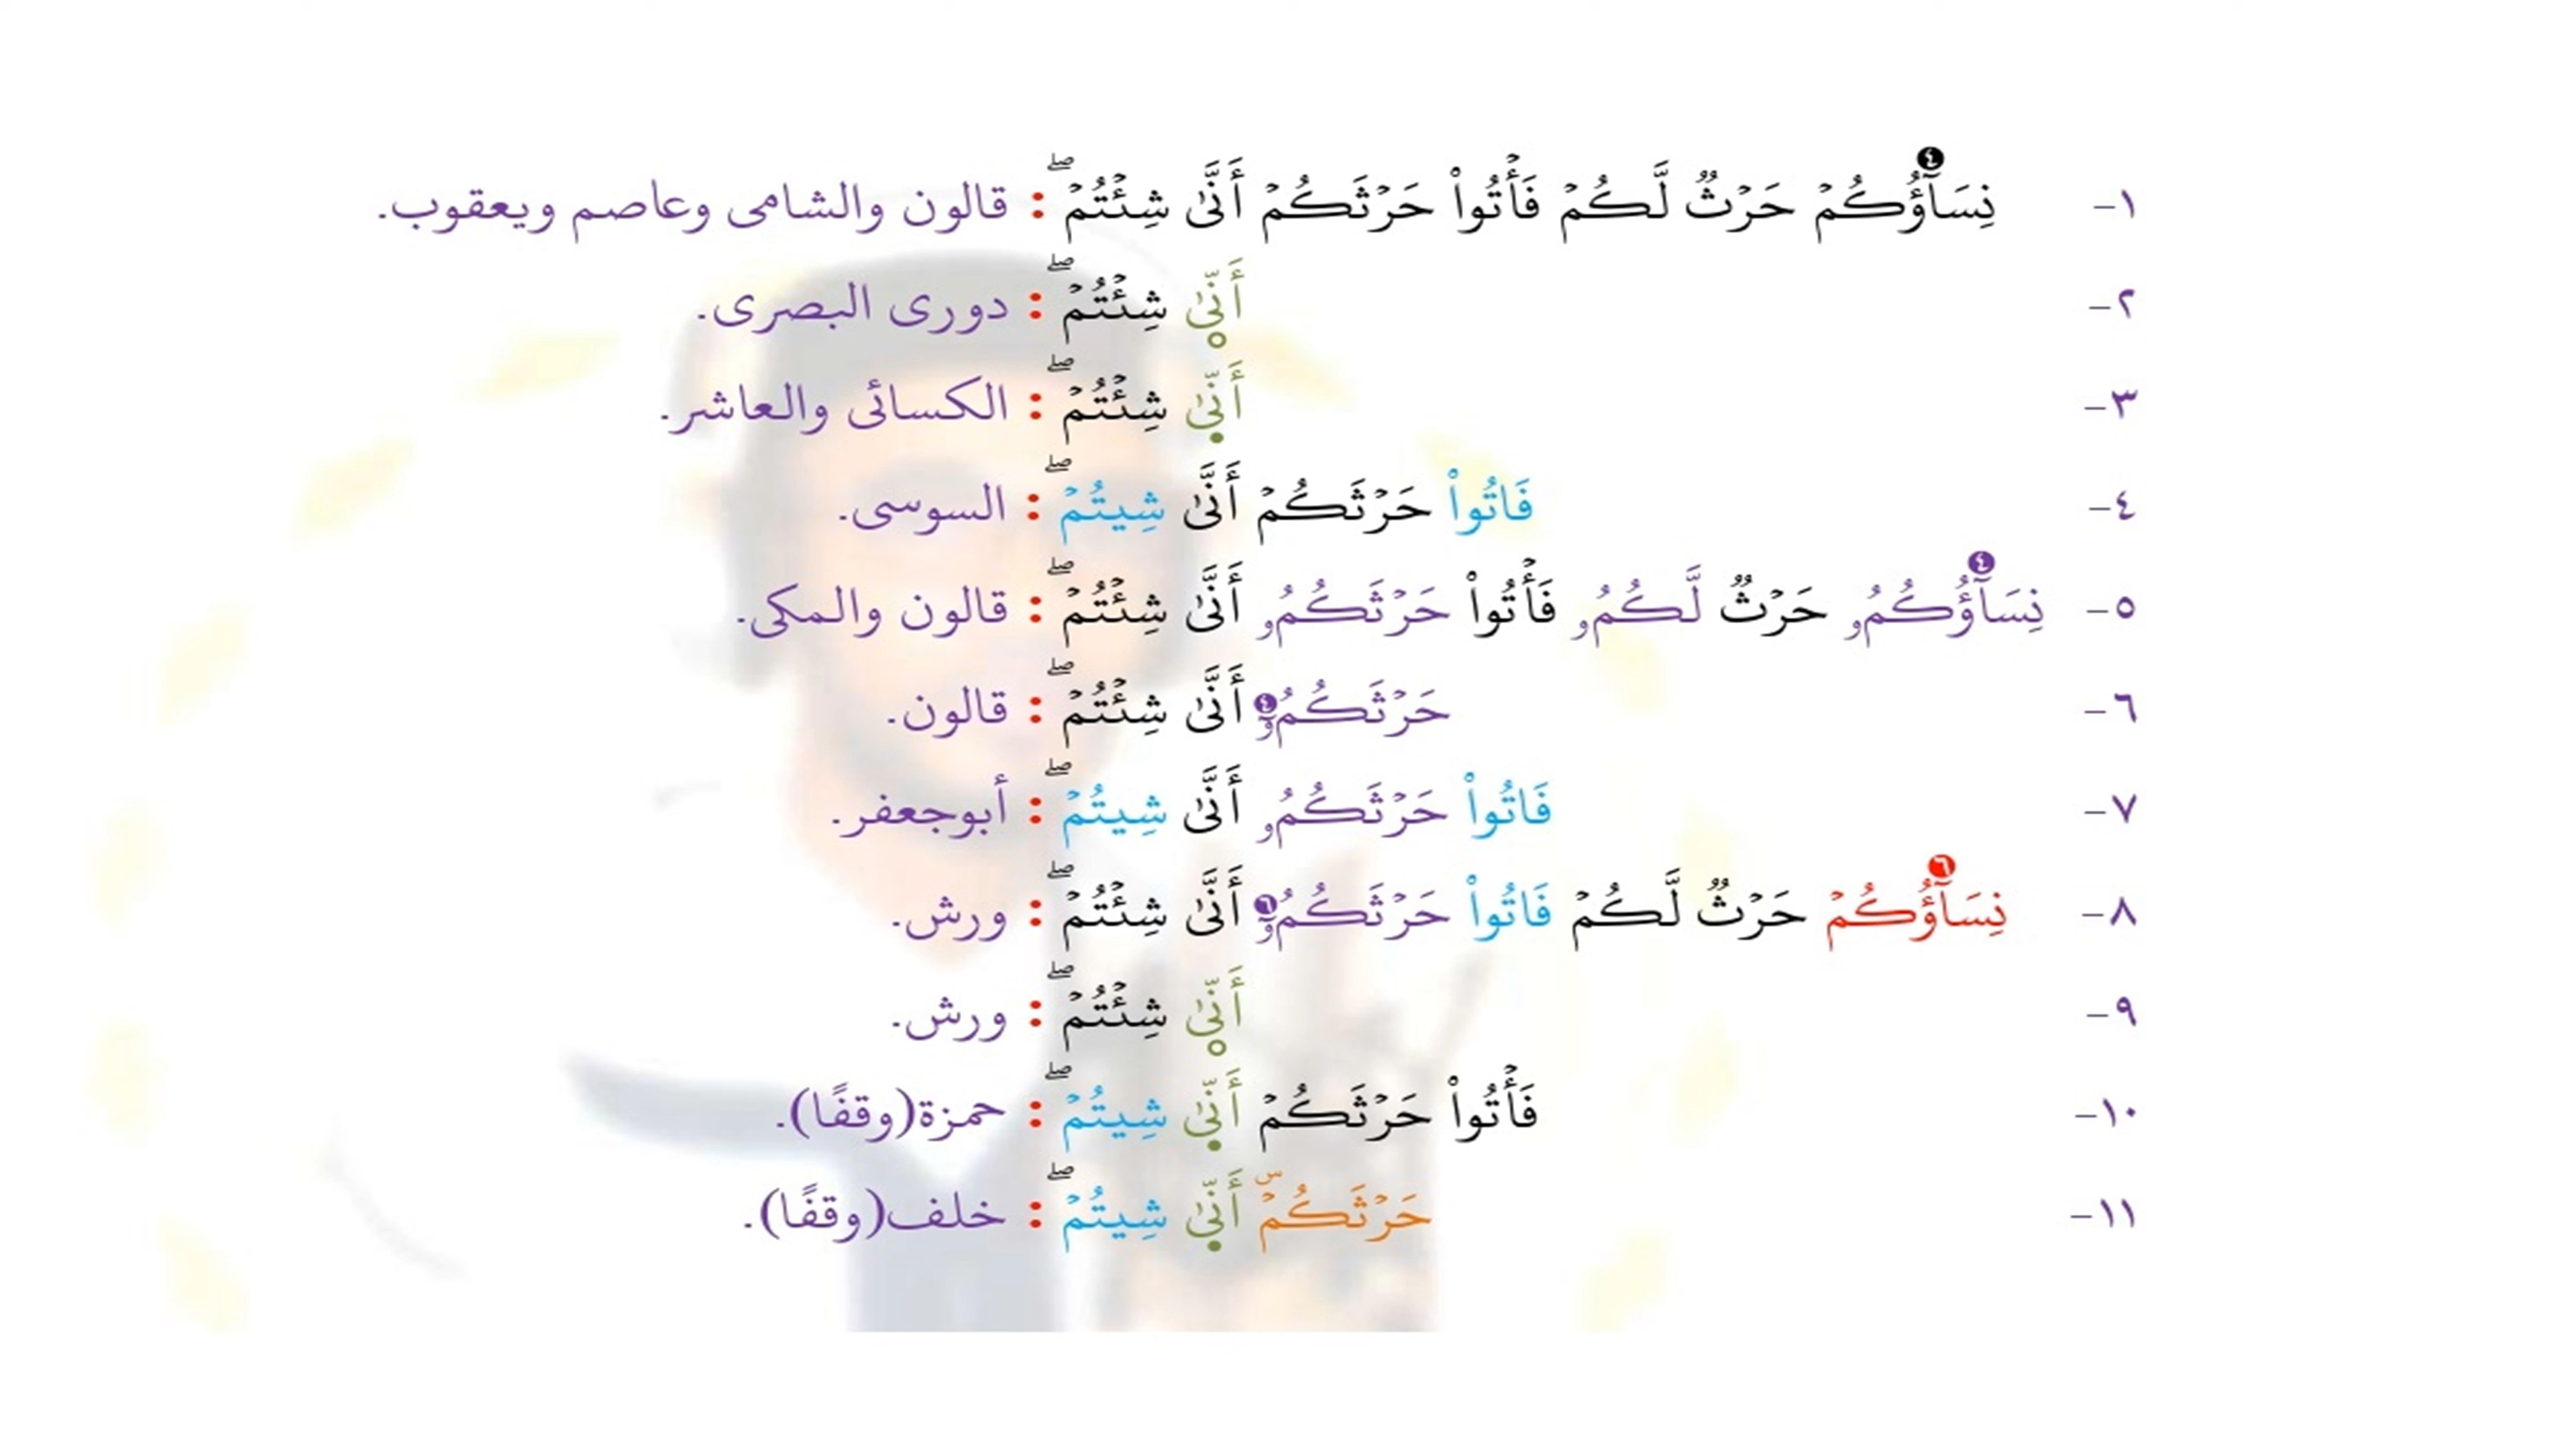 ١- نِسَآؤُكُمۡ حَرۡثٞ لَّكُمۡ فَأۡتُواْ حَرۡثَكُمۡ أَنَّىٰ شِئۡتُمۡۖ : قالون والشامى وعاصم ويعقوب.
٢- أَنَّىٰ شِئۡتُمۡۖ : دورى البصرى.
٣- أَنَّىٰ شِئۡتُمۡۖ : الكسائى والعاشر.
٤- فَاتُواْ حَرۡثَكُمۡ أَنَّىٰ شِيتُمۡۖ : السوسى.
٥- نِسَآؤُكُمُۥ حَرۡثٞ لَّكُمُۥ فَأۡتُواْ حَرۡثَكُمُۥ أَنَّىٰ شِئۡتُمۡۖ : قالون والمكى.
٦- حَرۡثَكُمُۥٓ أَنَّىٰ شِئۡتُمۡۖ : قالون.
٧- فَاتُواْ حَرۡثَكُمُۥ أَنَّىٰ شِيتُمۡۖ : أبوجعفر.
٨- نِسَآؤُكُمۡ حَرۡثٞ لَّكُمۡ فَاتُواْ حَرۡثَكُمُۥٓ أَنَّىٰ شِئۡتُمۡۖ : ورش.
٩- أَنَّىٰ شِئۡتُمۡۖ : ورش.
١٠- فَأۡتُواْ حَرۡثَكُمۡ أَنَّىٰ شِيتُمۡۖ : حمزة(وقفًا).
١١- حَرۡثَكُمۡۜ أَنَّىٰ شِيتُمۡۖ : خلف(وقفًا).